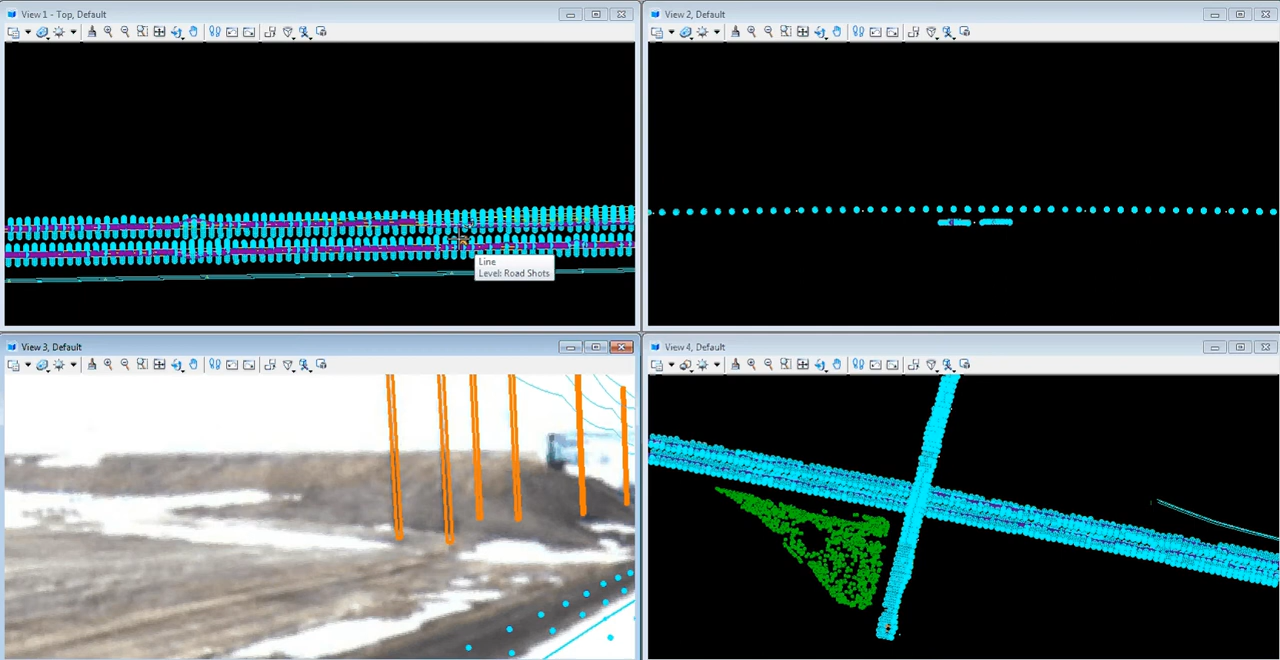 View 1 - Top, Default
View 2, Default
Line
Level: Road Shots
View 3, Default
View 4, Default